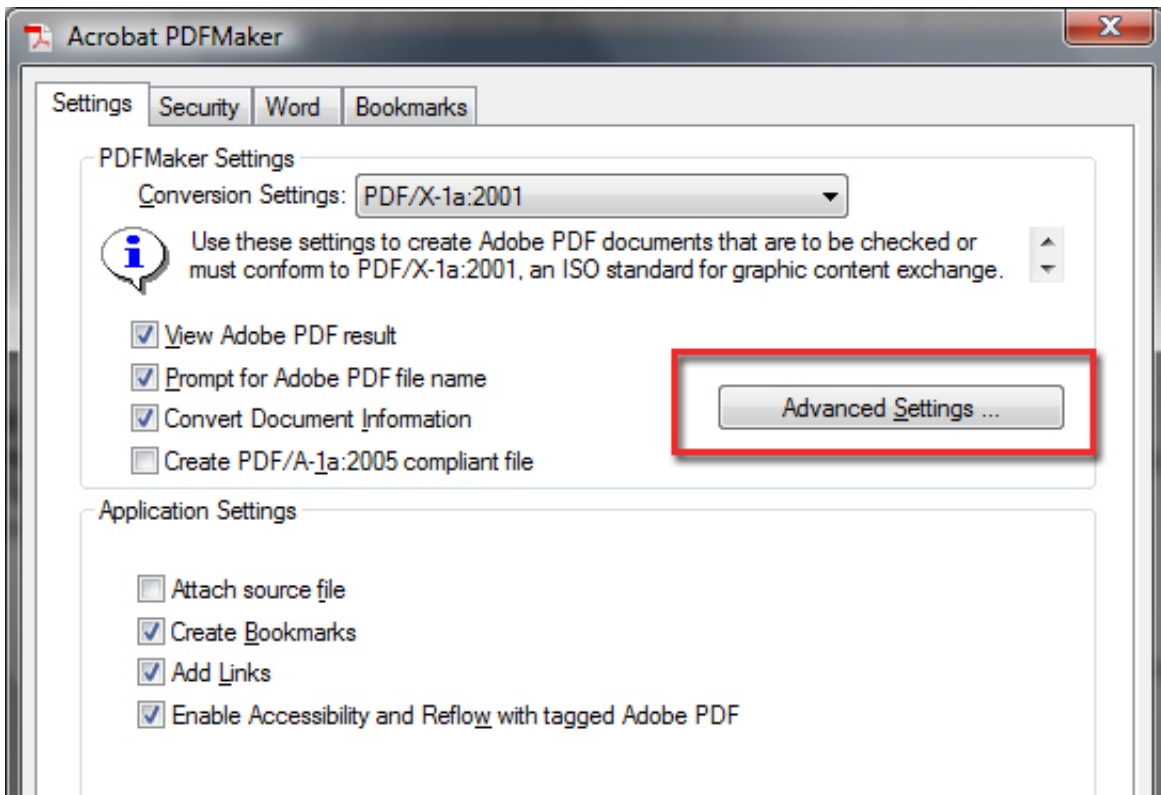 Acrobat PDFMaker
Settings Security Word Bookmarks
PDFMaker Settings
Conversion Settings: PDF/X-1a:2001
Use these settings to create Adobe PDF documents that are to be checked or
must conform to PDF/X-1a:2001, an ISO standard for graphic content exchange.
View Adobe PDF result
Prompt for Adobe PDF file name
Advanced Settings ...
Convert Document Information
Create PDF/A-1a:2005 compliant file
Application Settings
Attach source file
Create Bookmarks
Add Links
Enable Accessibility and Reflow with tagged Adobe PDF